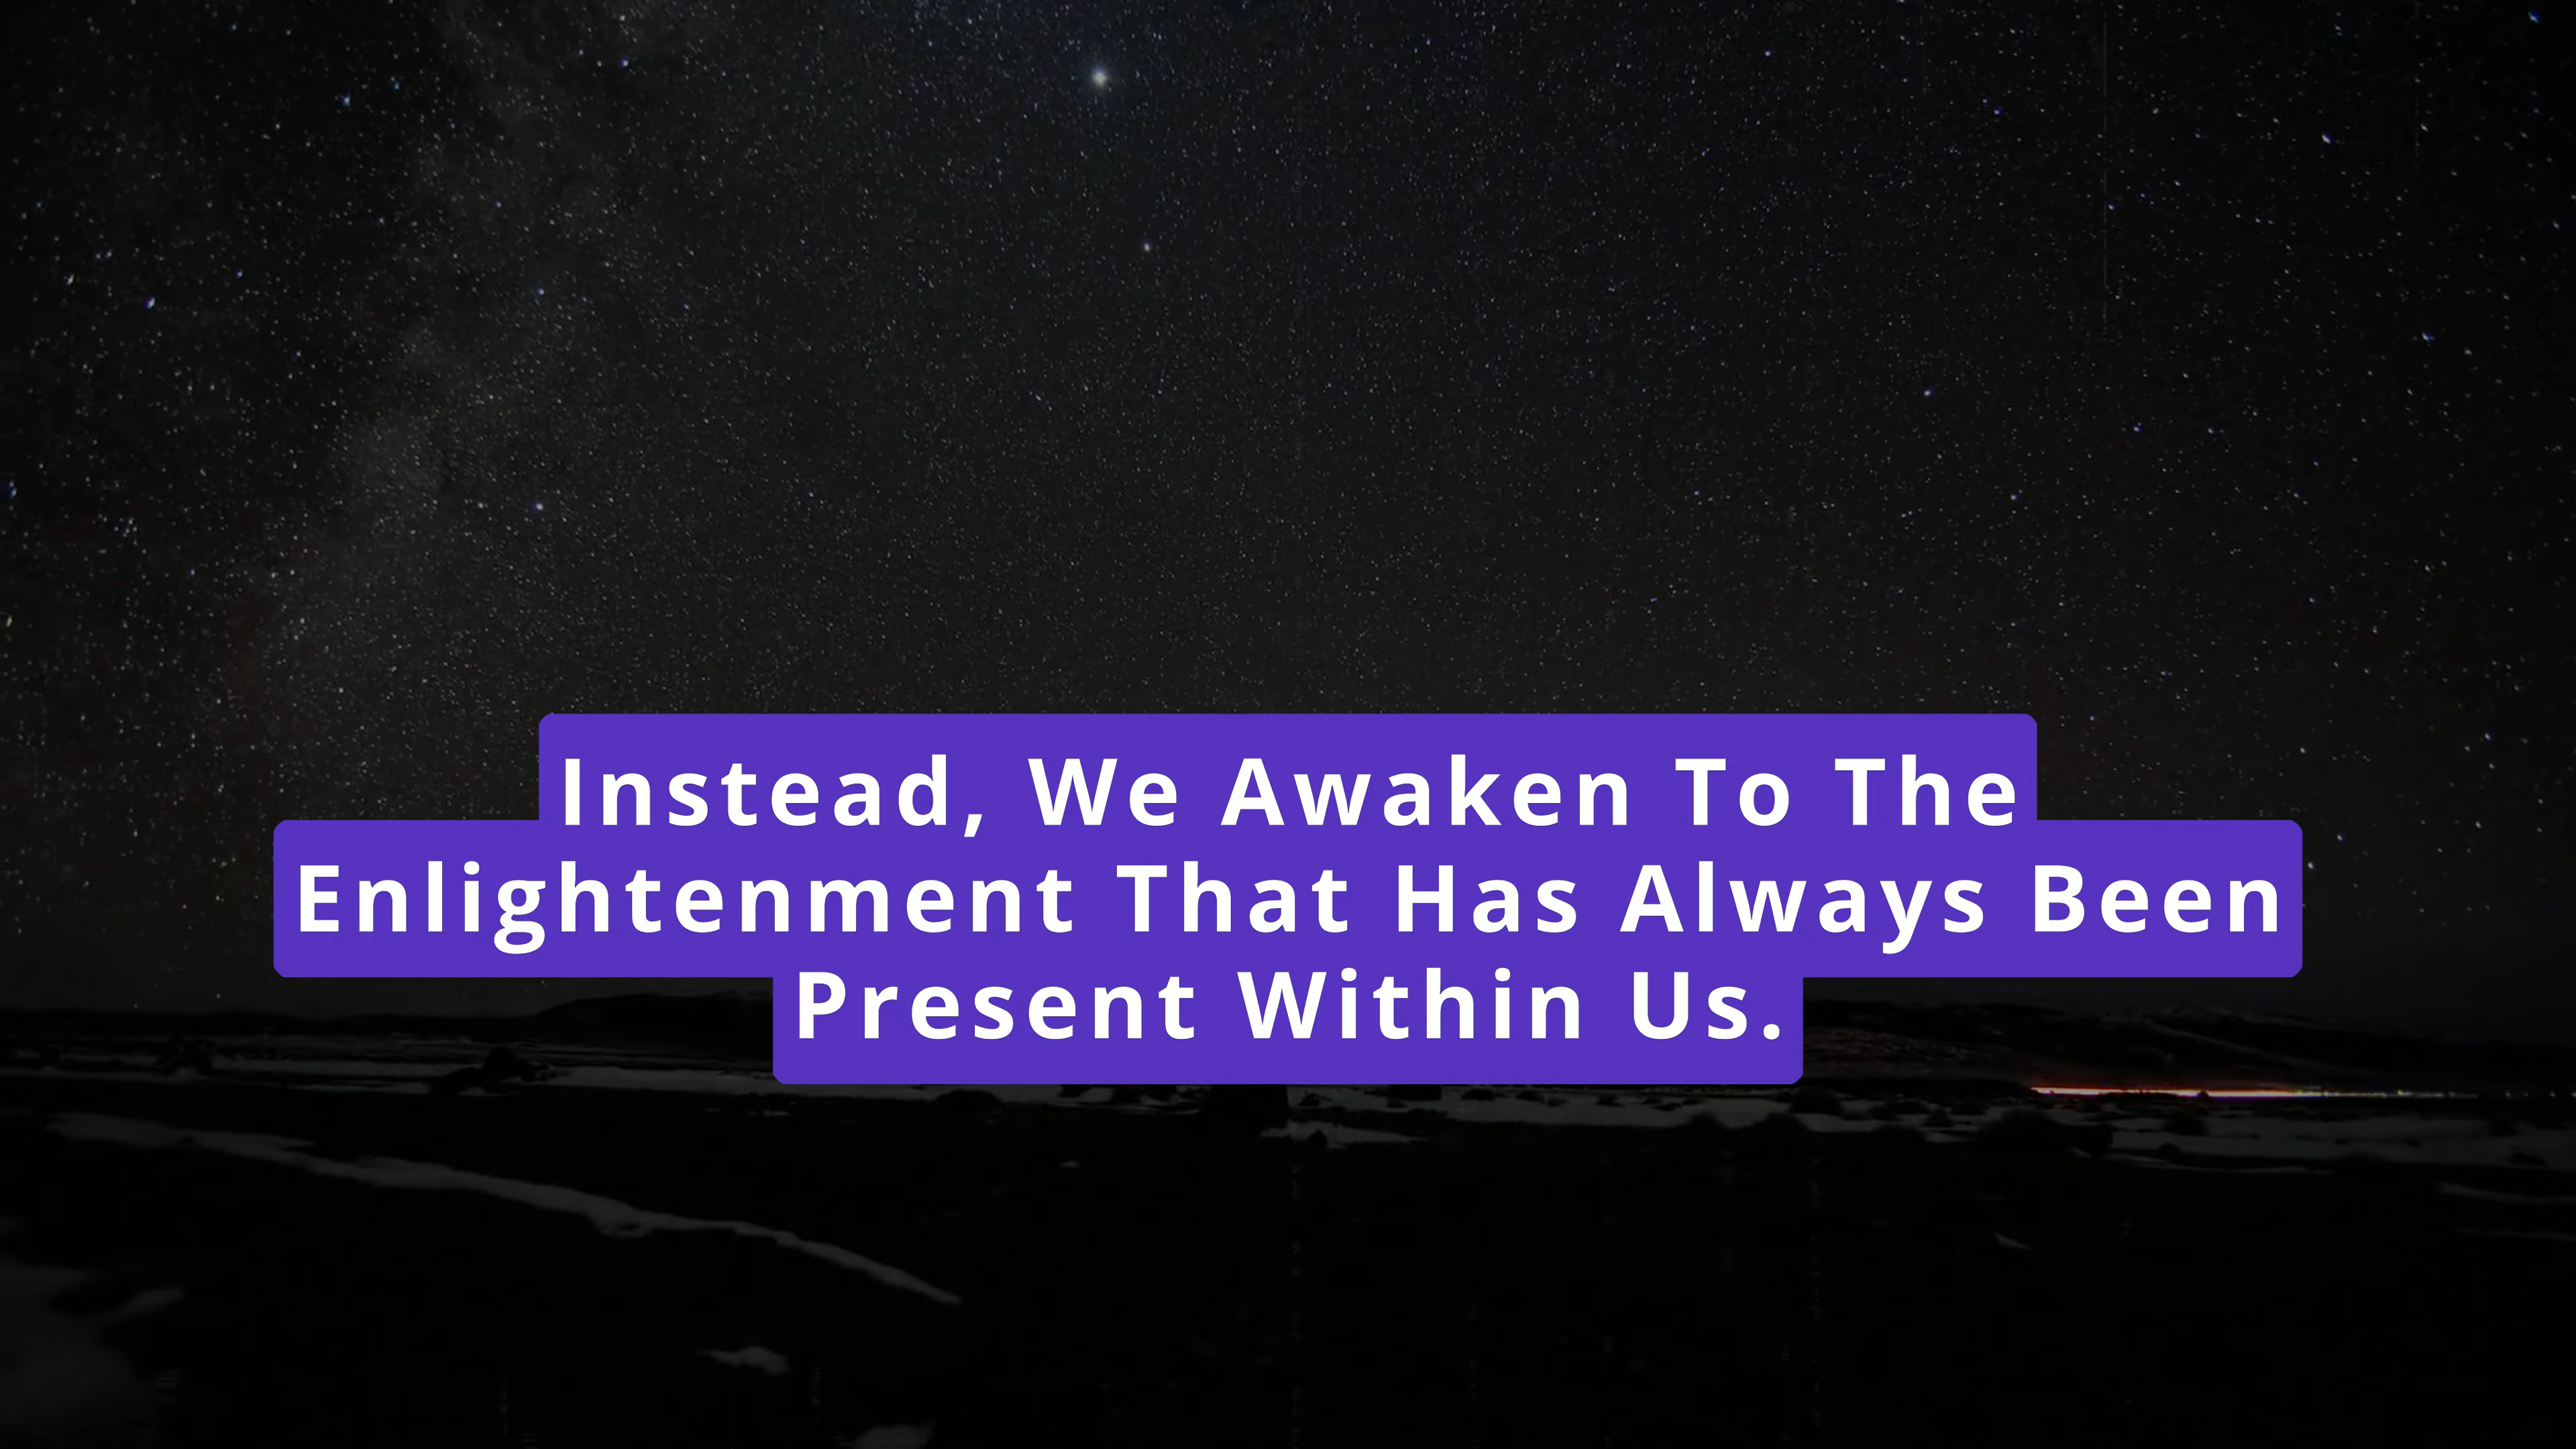 Instead, We Awaken To The
Enlightenment That Has Always Been
Present Within Us.